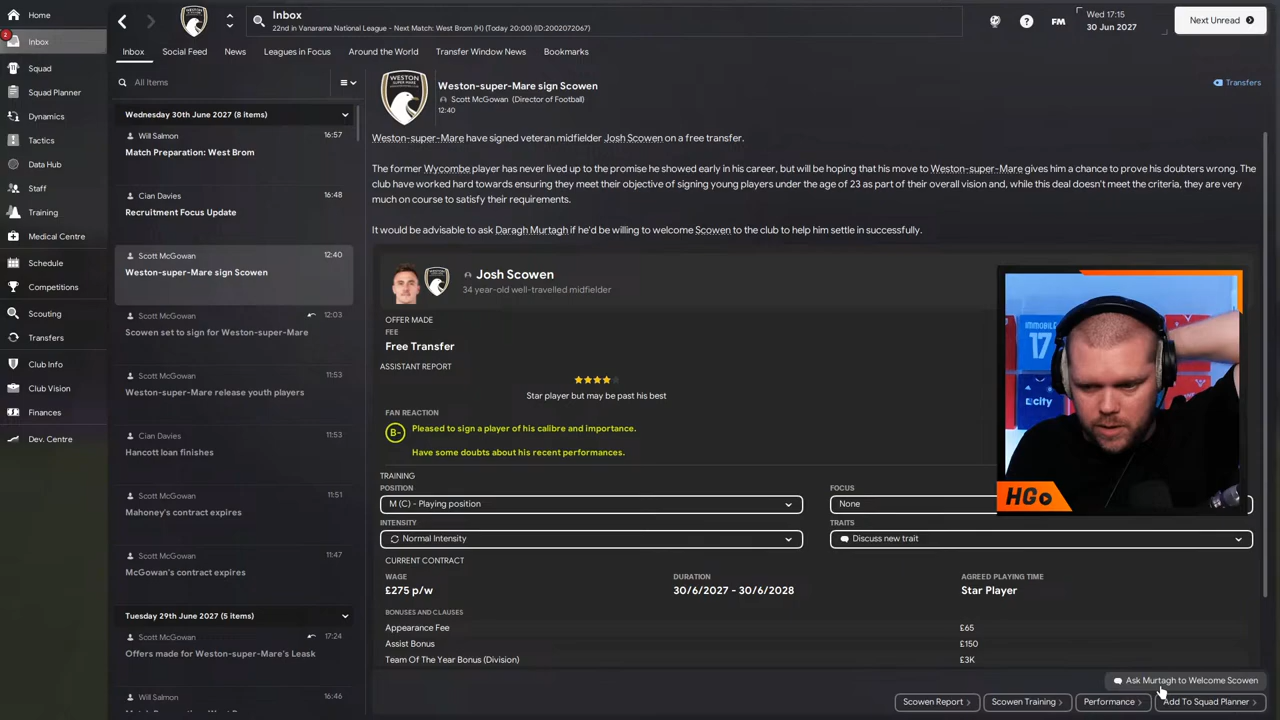 Home
2
Inbox
Squad
Squad Planner
Dynamics
Tactics
Data Hub
Staff
Training
Medical Centre
Schedule
Competitions
Scouting
Transfers
Club Info
Club Vision
Finances
Dev. Centre
Inbox
22nd in Vanarama National League - Next Match: West Brom (H) (Today 20:00) (ID:2002072067)
FM
Wed 17:15
30 Jun 2027
Next Unread
Inbox Social Feed News Leagues in Focus Around the World Transfer Window News Bookmarks
All Items
Wednesday 30th June 2027 (8 items)
Will Salmon 16:57
Match Preparation: West Brom
Cian Davies 16:48
Recruitment Focus Update
Scott McGowan 12:40
Weston-super-Mare sign Scowen
Scott McGowan 12:03
Scowen set to sign for Weston-super-Mare
Scott McGowan 11:53
Weston-super-Mare release youth players
Cian Davies 11:53
Hancott loan finishes
Scott McGowan 11:51
Mahoney's contract expires
Scott McGowan 11:47
McGowan's contract expires
Tuesday 29th June 2027 (5 items)
Scott McGowan 17:24
Offers made for Weston-super-Mare's Leask
Will Salmon 16:46
Weston-super-Mare sign Scowen
Scott McGowan (Director of Football)
12:40
Transfers
Weston-super-Mare have signed veteran midfielder Josh Scowen on a free transfer.
The former Wycombe player has never lived up to the promise he showed early in his career, but will be hoping that his move to Weston-super-Mare gives him a chance to prove his doubters wrong. The
club have worked hard towards ensuring they meet their objective of signing young players under the age of 23 as part of their overall vision and, while this deal doesn't meet the criteria, they are very
much on course to satisfy their requirements.
It would be advisable to ask Daragh Murtagh if he'd be willing to welcome Scowen to the club to help him settle in successfully.
Josh Scowen
34 year-old well-travelled midfielder
OFFER MADE
FEE
Free Transfer
ASSISTANT REPORT
Star player but may be past his best
FAN REACTION
B-
Pleased to sign a player of his calibre and importance.
Have some doubts about his recent performances.
IMMOBILE
17
city
HGo
TRAINING
POSITION FOCUS
M (C) - Playing position None
INTENSITY TRAITS
Normal Intensity Discuss new trait
CURRENT CONTRACT
WAGE DURATION AGREED PLAYING TIME
£275 p/w 30/6/2027 - 30/6/2028 Star Player
BONUSES AND CLAUSES
Appearance Fee £65
Assist Bonus £150
Team Of The Year Bonus (Division) £3K
Ask Murtagh to Welcome Scowen
Scowen Report Scowen Training Performance Add To Squad Planner